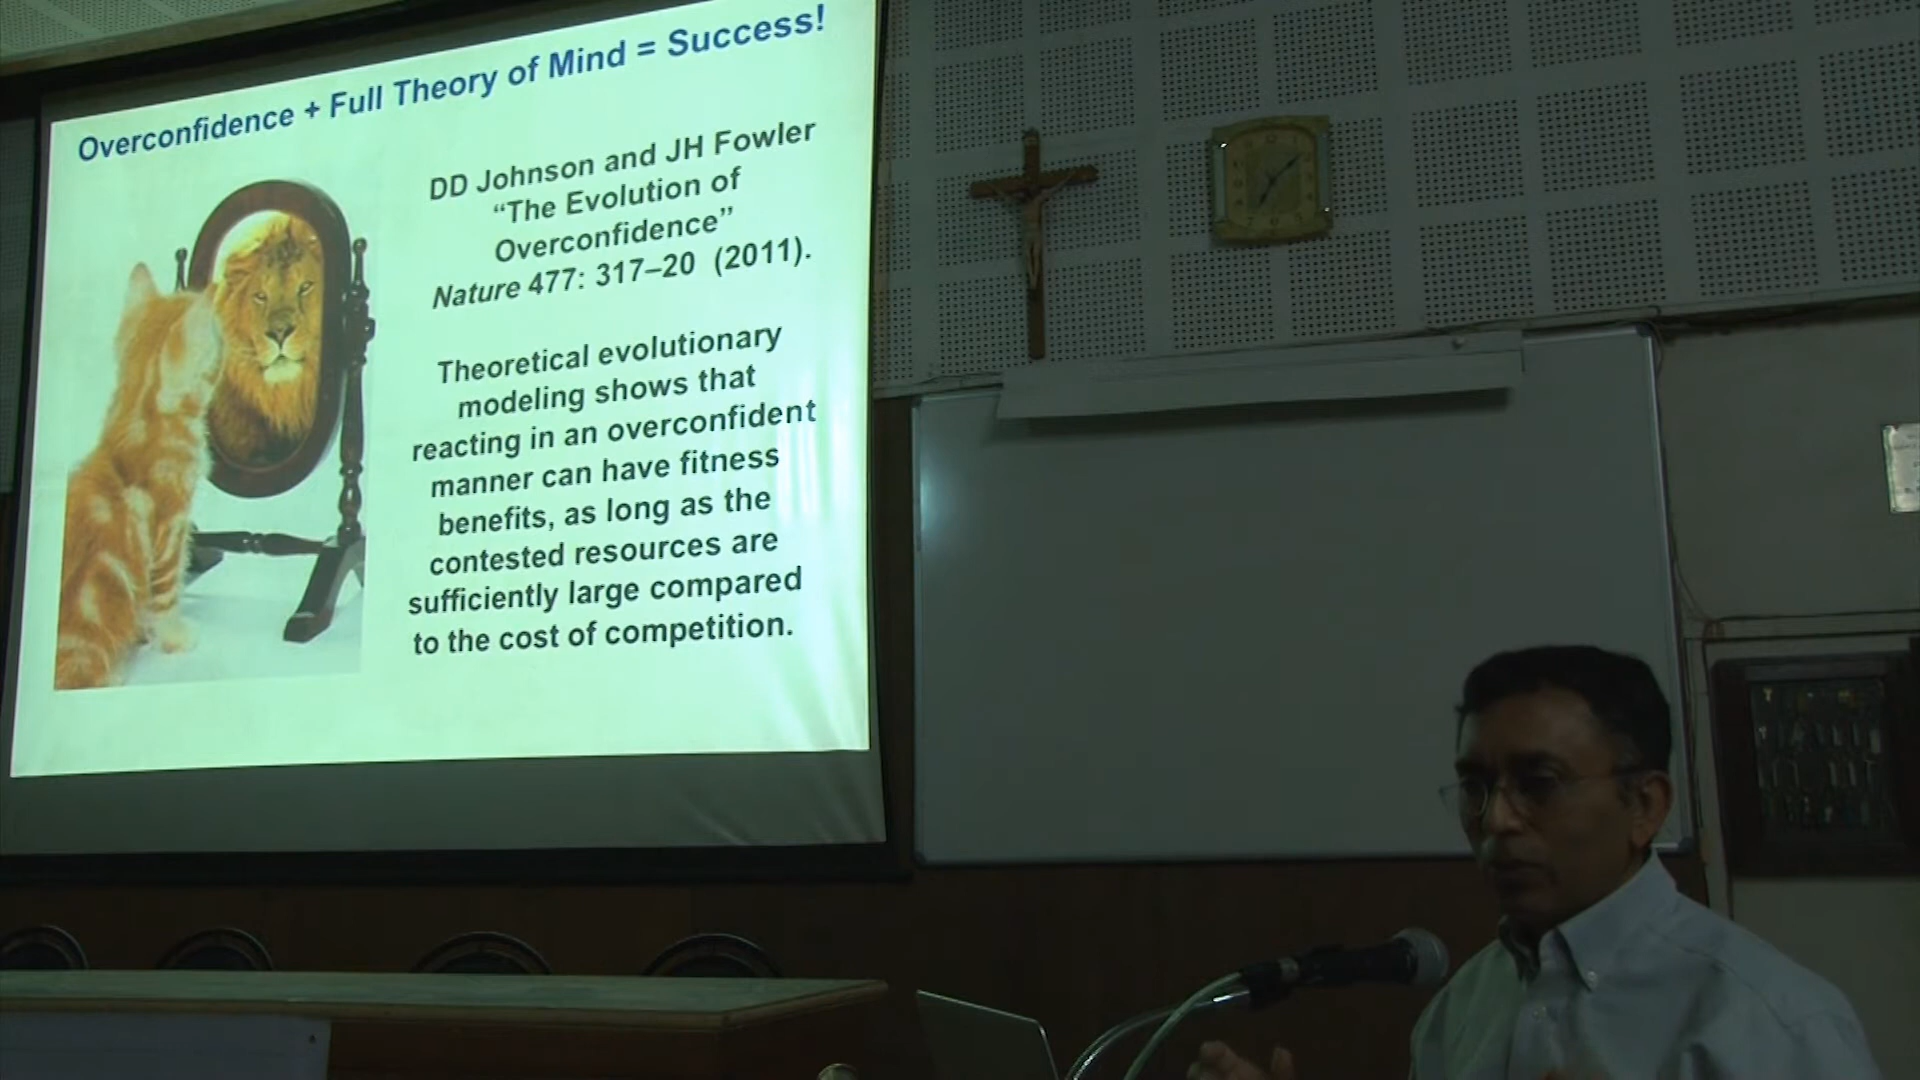 Overconfidence + Full Theory of Mind = Success!
DD Johnson and JH Fowler
“The Evolution of
Overconfidence”
Nature 477: 317–20 (2011).
Theoretical evolutionary
modeling shows that
reacting in an overconfident
manner can have fitness
benefits, as long as the
contested resources are
sufficiently large compared
to the cost of competition.